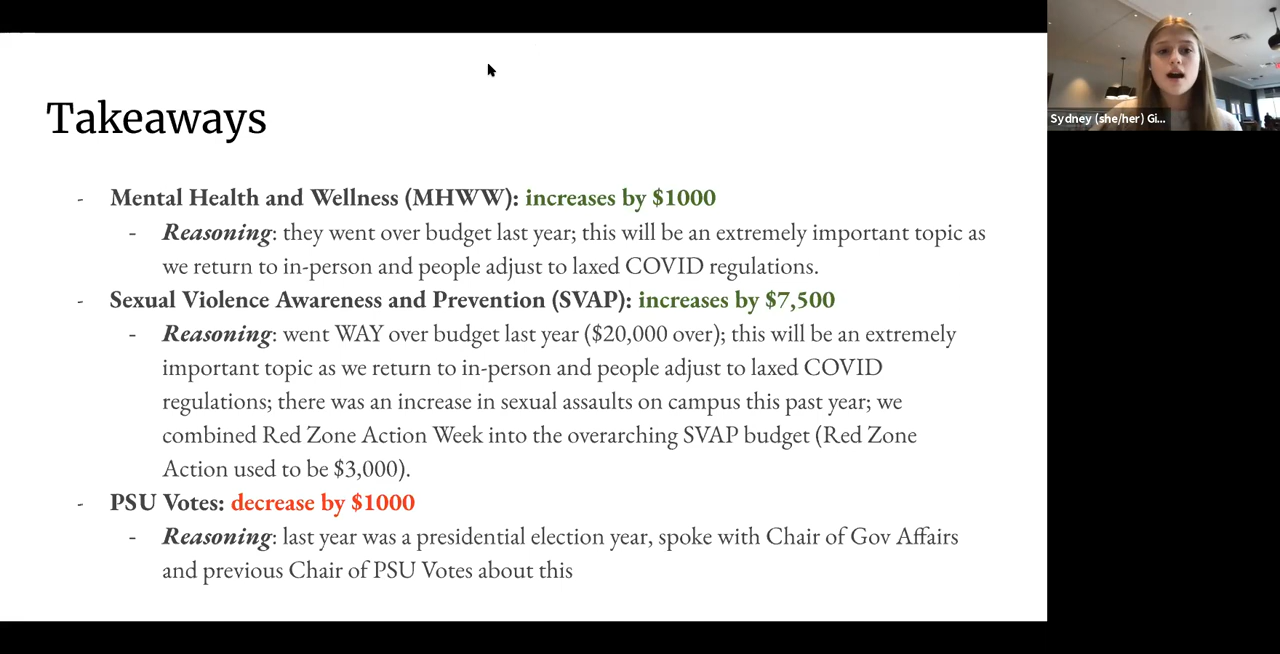 Takeaways
- Mental Health and Wellness (MHWW): increases by $1000
- Reasoning: they went over budget last year; this will be an extremely important topic as
we return to in-person and people adjust to laxed COVID regulations.
- Sexual Violence Awareness and Prevention (SVAP): increases by $7,500
- Reasoning: went WAY over budget last year ($20,000 over); this will be an extremely
important topic as we return to in-person and people adjust to laxed COVID
regulations; there was an increase in sexual assaults on campus this past year; we
combined Red Zone Action Week into the overarching SVAP budget (Red Zone
Action used to be $3,000).
- PSU Votes: decrease by $1000
- Reasoning: last year was a presidential election year, spoke with Chair of Gov Affairs
and previous Chair of PSU Votes about this
Sydney (she/her) Gi...